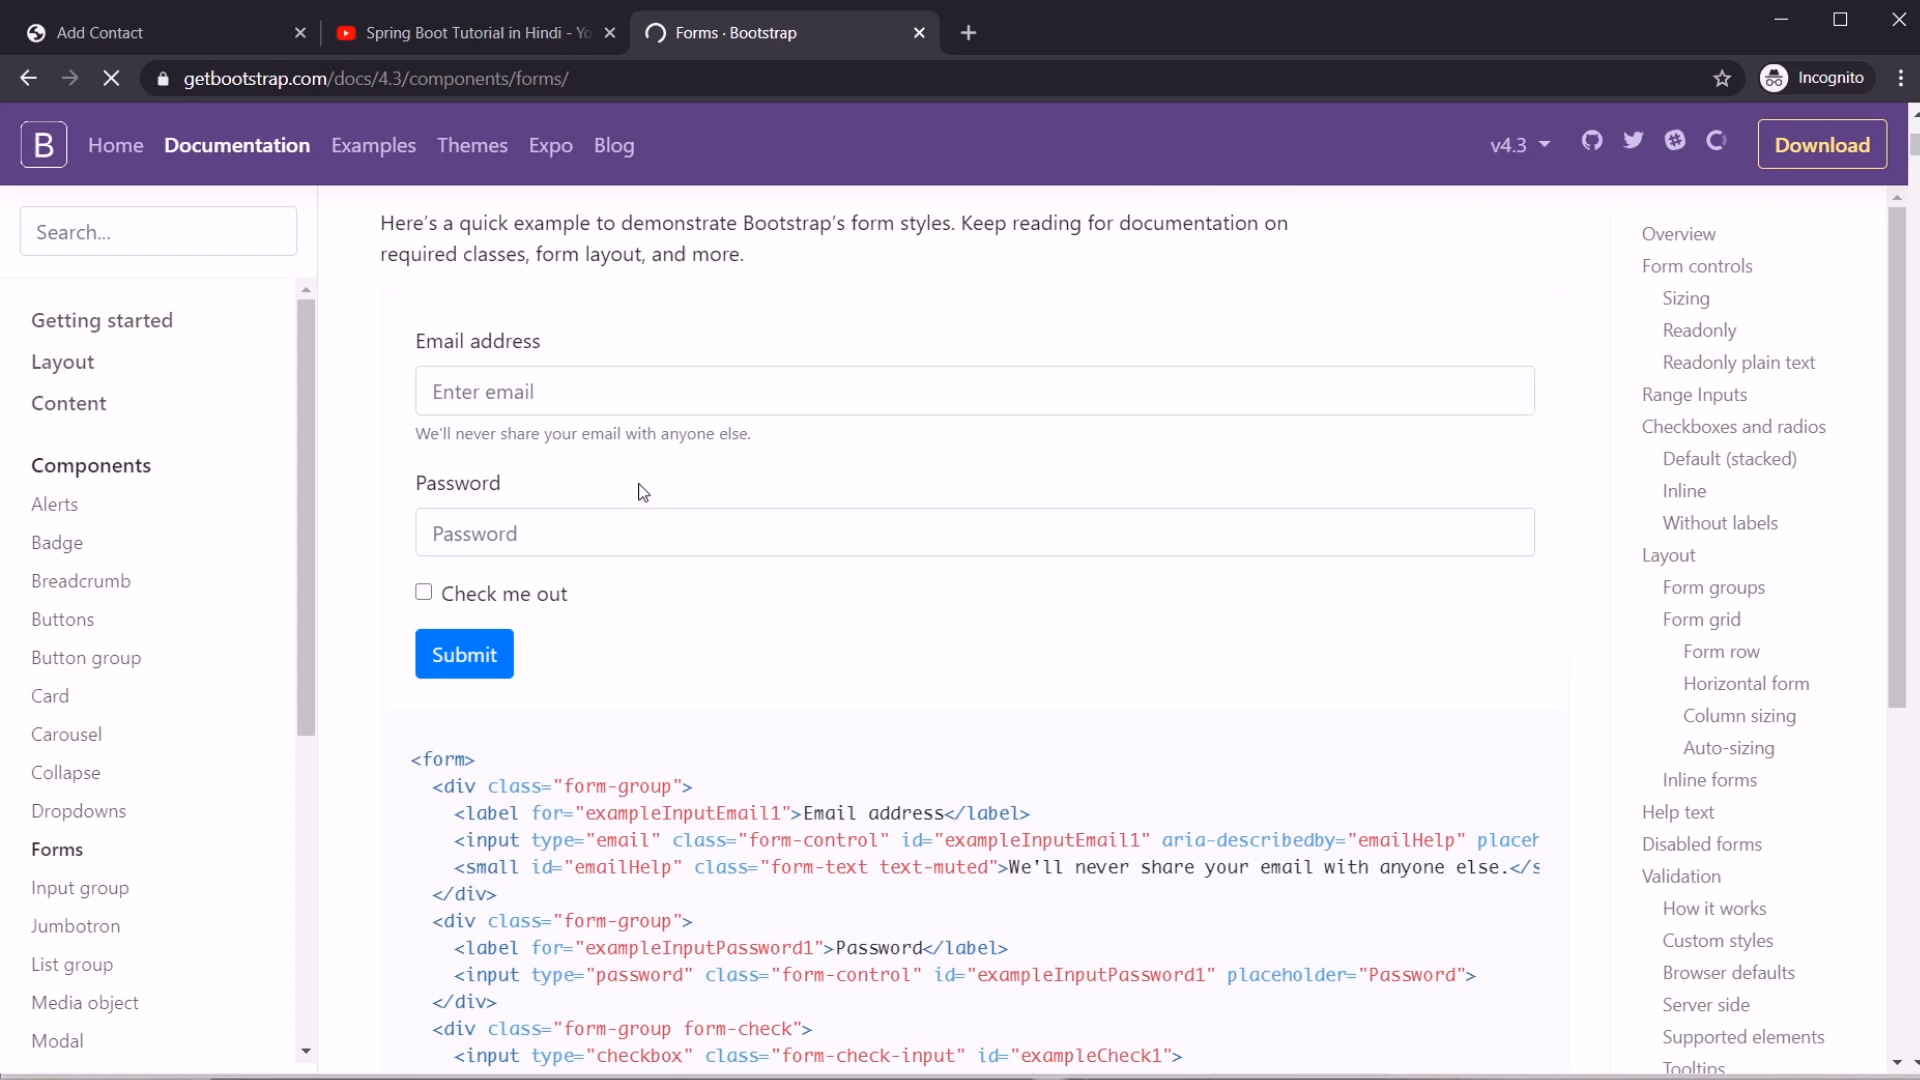 Add Contact
Spring Boot Tutorial in Hindi - Yo
Forms · Bootstrap
getbootstrap.com/docs/4.3/components/forms/
Incognito
B
Home
Documentation
Examples
Themes
Expo
Blog
v4.3
Download
Search...
Getting started
Layout
Content
Components
Alerts
Badge
Breadcrumb
Buttons
Button group
Card
Carousel
Collapse
Dropdowns
Forms
Input group
Jumbotron
List group
Media object
Modal
Here’s a quick example to demonstrate Bootstrap’s form styles. Keep reading for documentation on
required classes, form layout, and more.
Email address
Enter email
We'll never share your email with anyone else.
Password
Password
Check me out
Submit
<form>
<div class="form-group">
<label for="exampleInputEmail1">Email address</label>
<input type="email" class="form-control" id="exampleInputEmail1" aria-describedby="emailHelp" placeh
<small id="emailHelp" class="form-text text-muted">We'll never share your email with anyone else.</s
</div>
<div class="form-group">
<label for="exampleInputPassword1">Password</label>
<input type="password" class="form-control" id="exampleInputPassword1" placeholder="Password">
</div>
<div class="form-group form-check">
<input type="checkbox" class="form-check-input" id="exampleCheck1">
Overview
Form controls
Sizing
Readonly
Readonly plain text
Range Inputs
Checkboxes and radios
Default (stacked)
Inline
Without labels
Layout
Form groups
Form grid
Form row
Horizontal form
Column sizing
Auto-sizing
Inline forms
Help text
Disabled forms
Validation
How it works
Custom styles
Browser defaults
Server side
Supported elements
Tooltips